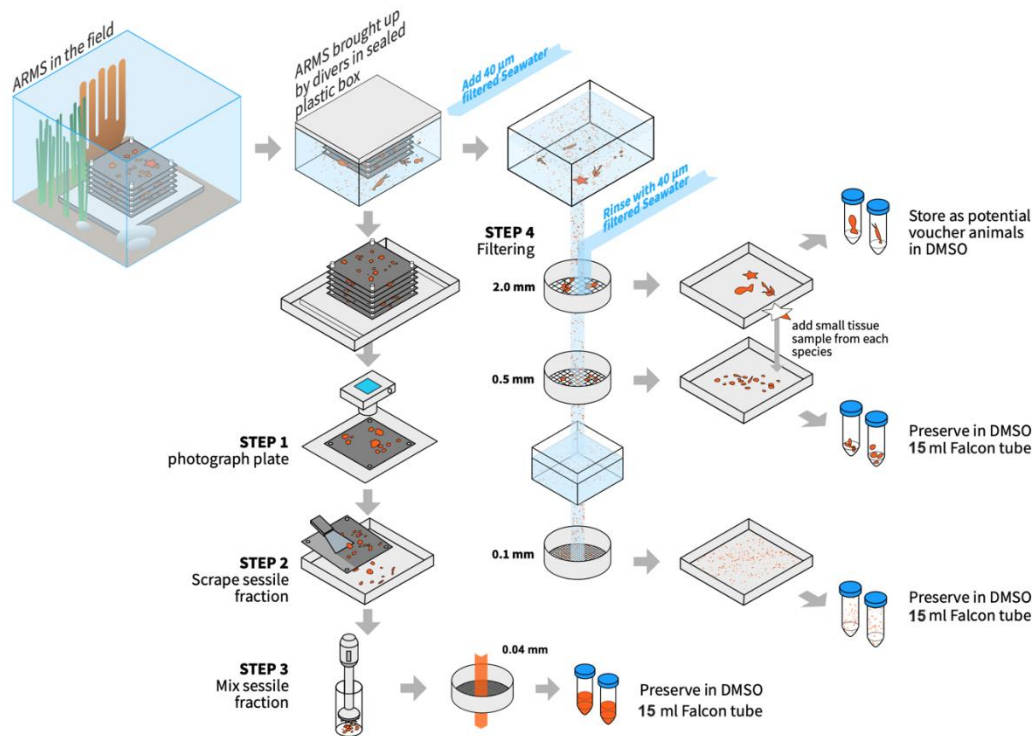 ARMS in the field
ARMS brought up
by divers in sealed
plastic box
Add 40 µm
filtered Seawater
Rinse with 40 µm
filtered Seawater
STEP 4
Filtering
2.0 mm
Store as potential
voucher animals
in DMSO
add small tissue
sample from each
species
0.5 mm
Preserve in DMSO
15 ml Falcon tube
STEP 1
photograph plate
0.1 mm
STEP 2
Scrape sessile
fraction
Preserve in DMSO
15 ml Falcon tube
STEP 3
Mix sessile
fraction
0.04 mm
Preserve in DMSO
15 ml Falcon tube